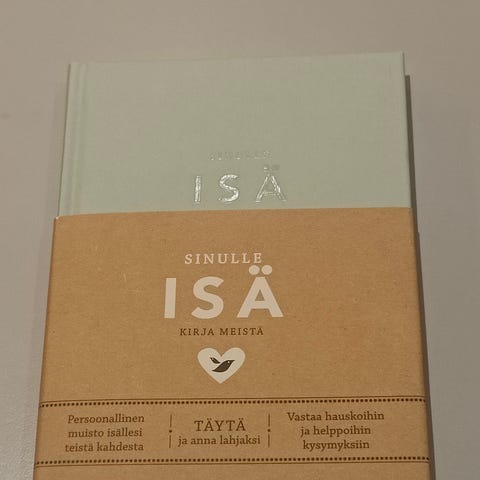 SINULLE
ISÄ
SINULLE
ISÄ
KIRJA MEISTÄ
Persoonallinen
muisto isällesi
teistä kahdesta
TÄYTÄ
ja anna lahjaksi
Vastaa hauskoihin
ja helppoihin
kysymyksiin